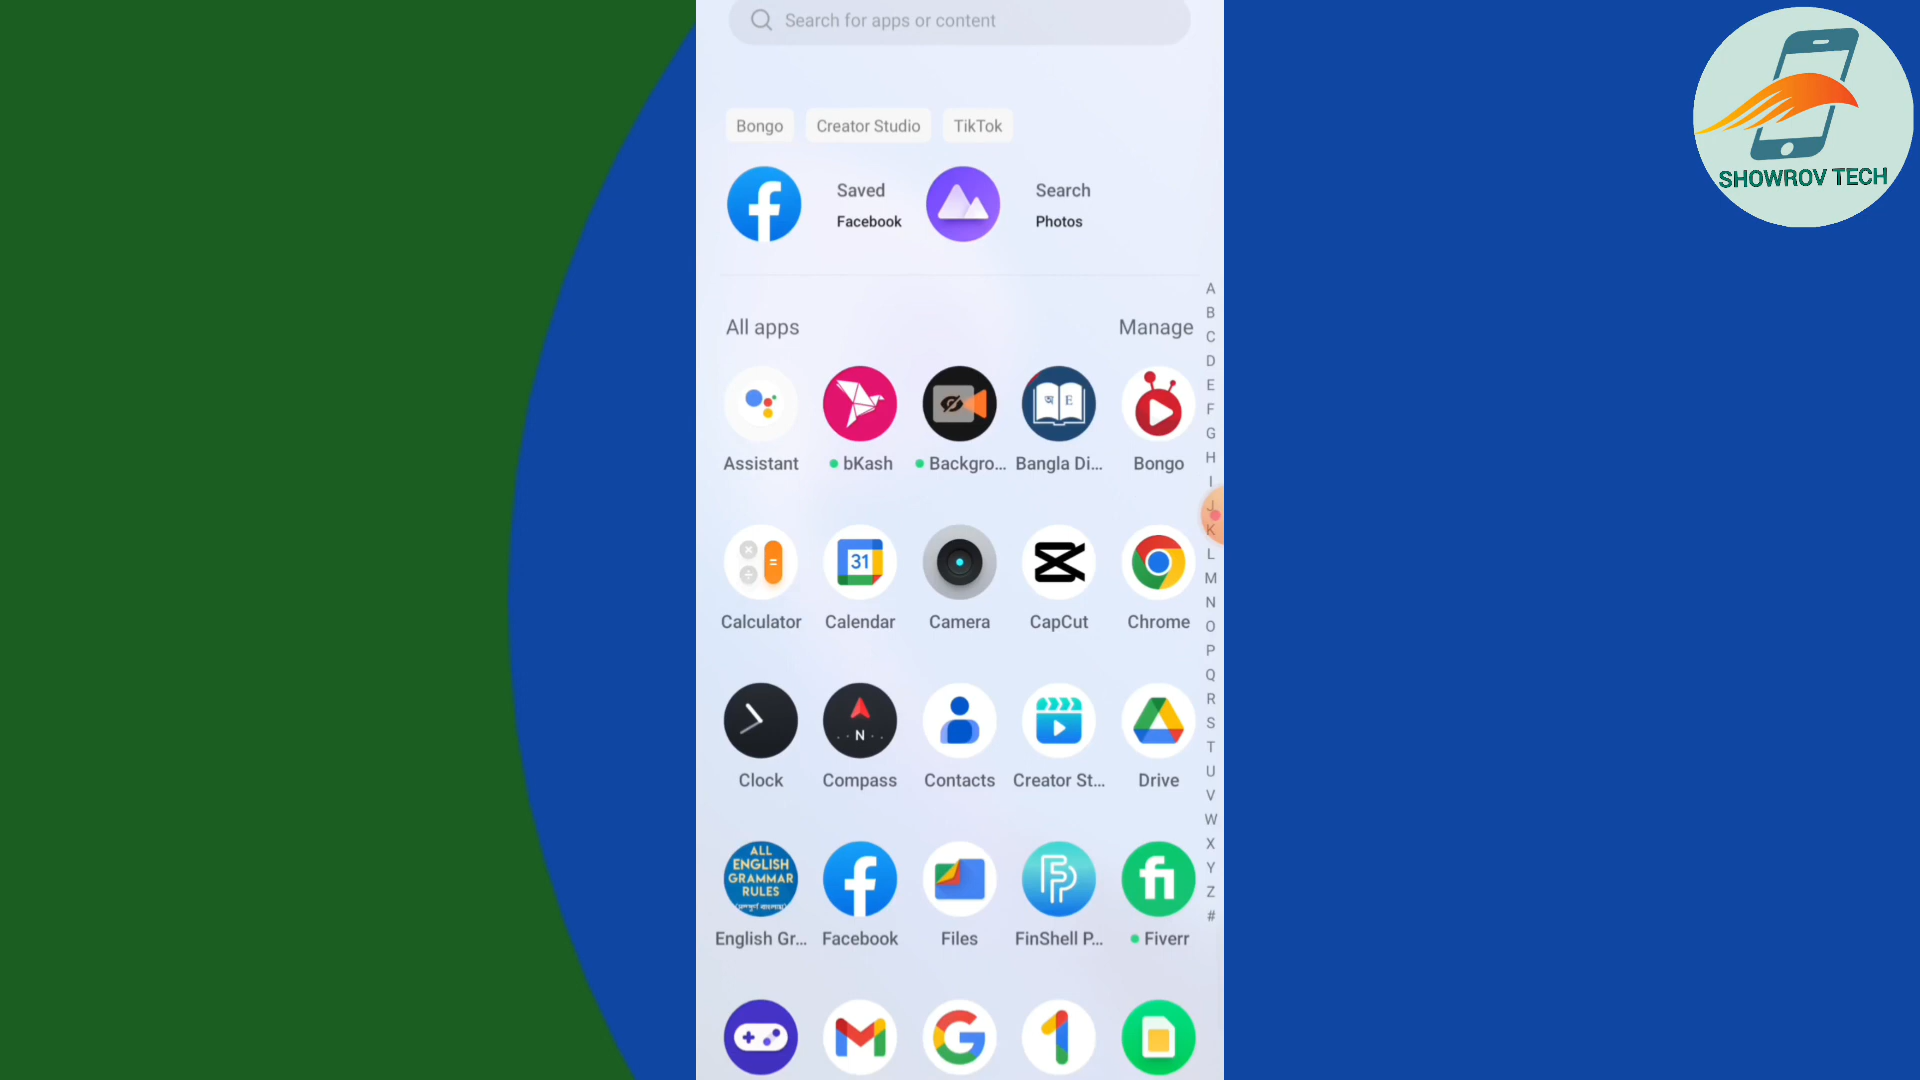 Search for apps or content
SHOWROV TECH
Bongo
Creator Studio
TikTok
Saved
Facebook
Search
Photos
All apps
Manage
A
B
C
D
E
F
G
H
I
J
K
L
M
N
O
P
Q
R
S
T
U
V
W
X
Y
Z
#
অ E
Assistant
bKash
Backgro...
Bangla Di...
Bongo
31
Calculator
Calendar
Camera
CapCut
Chrome
N
Clock
Compass
Contacts
Creator St...
Drive
ALL
ENGLISH
GRAMMAR
RULES
fi
English Gr...
Facebook
Files
FinShell P...
Fiverr